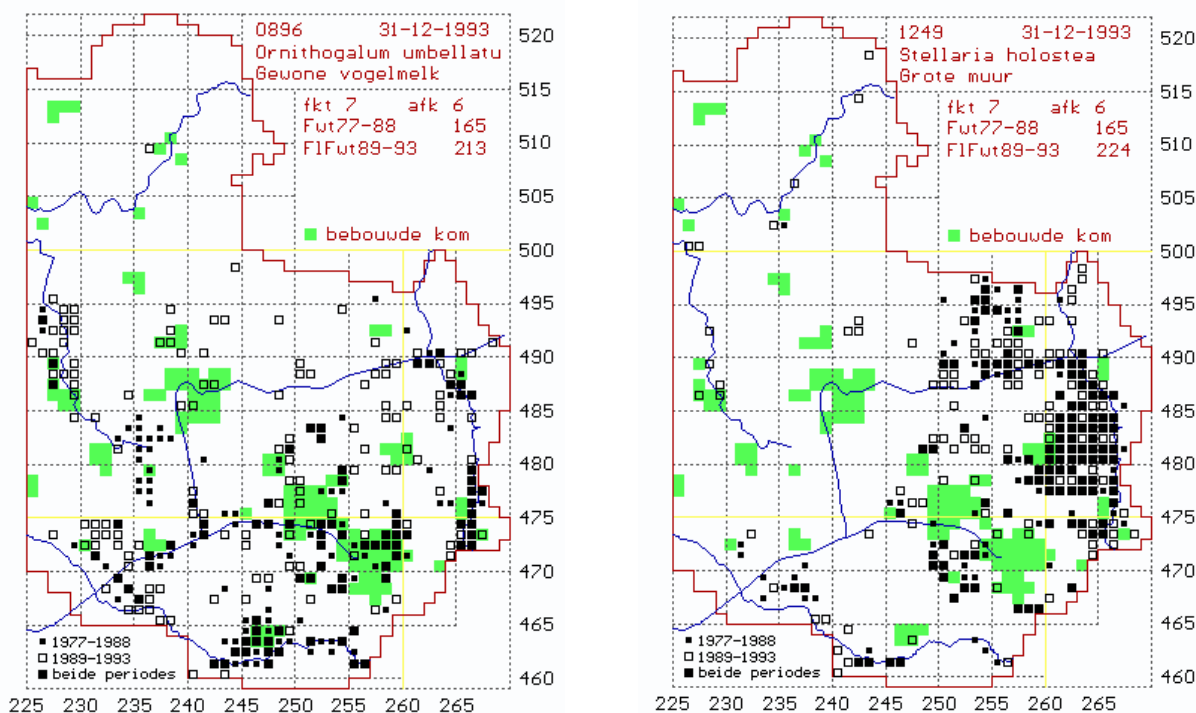 0896 31-12-1993
Ornithogalum umbellatu
Gewone vogelmelk
fkt 7 afk 6
Fwt77-88 165
FlFwt89-93 213
bebouwde kom
520
515
510
505
500
495
490
485
480
475
470
465
460
1977-1988
1989-1993
beide periodes
225 230 235 240 245 250 255 260 265
1249 31-12-1993
Stellaria holostea
Grote muur
fkt 7 afk 6
Fwt77-88 165
FlFwt89-93 224
bebouwde kom
520
515
510
505
500
495
490
485
480
475
470
465
460
1977-1988
1989-1993
beide periodes
225 230 235 240 245 250 255 260 265